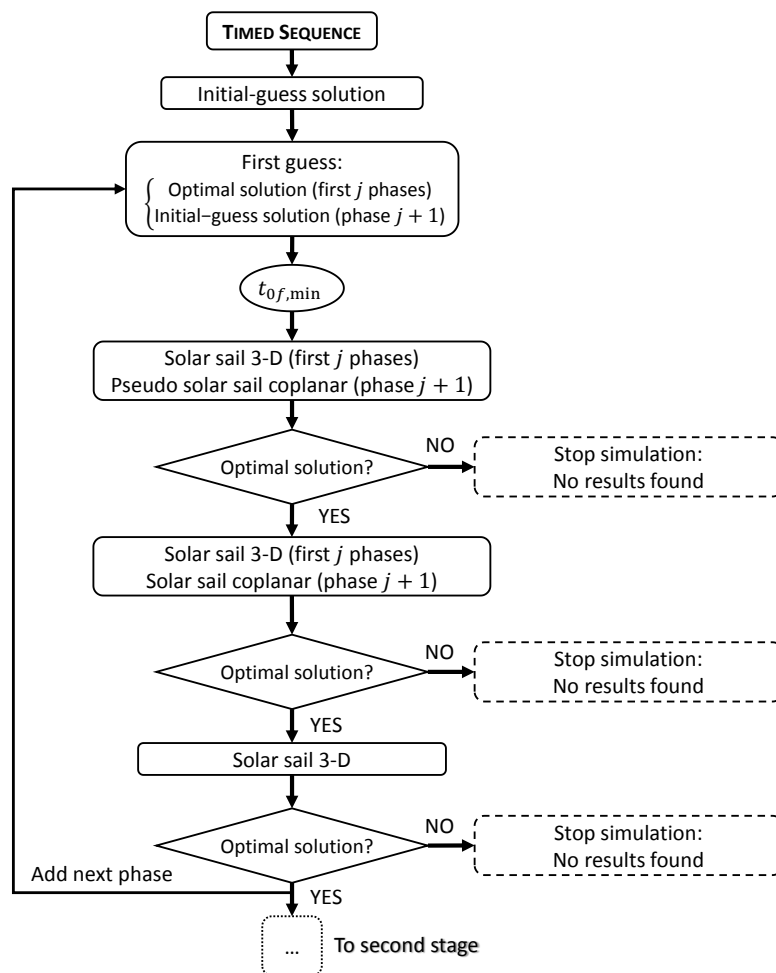 TIMED SEQUENCE
Initial-guess solution
First guess:
Optimal solution (first j phases)
Initial–guess solution (phase j + 1)
t0f,min
Solar sail 3-D (first j phases)
Pseudo solar sail coplanar (phase j + 1)
Optimal solution?
NO
Stop simulation:
No results found
YES
Solar sail 3-D (first j phases)
Solar sail coplanar (phase j + 1)
Optimal solution?
NO
Stop simulation:
No results found
YES
Solar sail 3-D
Optimal solution?
NO
Stop simulation:
No results found
Add next phase
YES
...
To second stage